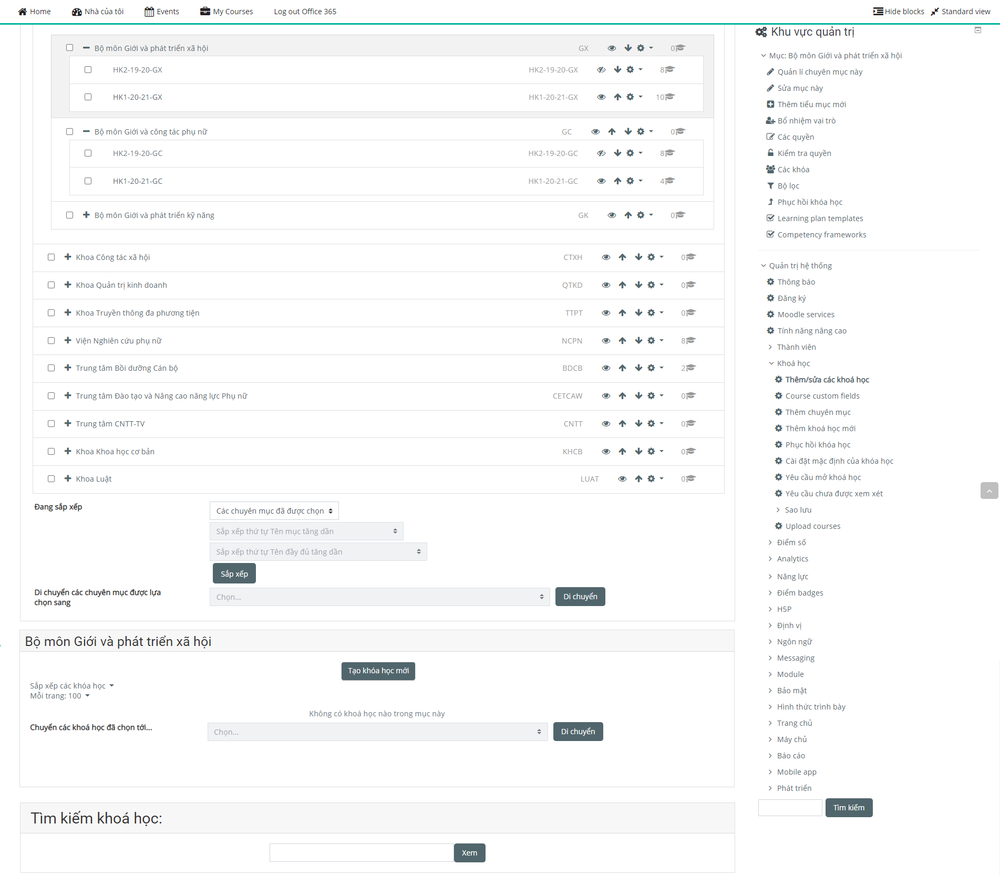 Home Nhà của tôi Events My Courses Log out Office 365 Hide blocks Standard view
Bộ môn Giới và phát triển xã hội GX 0
HK2-19-20-GX HK2-19-20-GX 8
HK1-20-21-GX HK1-20-21-GX 10
Bộ môn Giới và công tác phụ nữ GC 0
HK2-19-20-GC HK2-19-20-GC 8
HK1-20-21-GC HK1-20-21-GC 4
Bộ môn Giới và phát triển kỹ năng GK 0
Khoa Công tác xã hội CTXH 0
Khoa Quản trị kinh doanh QTKD 0
Khoa Truyền thông đa phương tiện TTPT 0
Viện Nghiên cứu phụ nữ NCPN 8
Trung tâm Bồi dưỡng Cán bộ BDCB 2
Trung tâm Đào tạo và Nâng cao năng lực Phụ nữ CETCAW 0
Trung tâm CNTT-TV CNTT 0
Khoa Khoa học cơ bản KHCB 0
Khoa Luật LUAT 0
Đang sắp xếp Các chuyên mục đã được chọn
Sắp xếp thứ tự Tên mục tăng dần
Sắp xếp thứ tự Tên đầy đủ tăng dần
Sắp xếp
Di chuyển các chuyên mục được lựa
chọn sang
Chọn... Di chuyển
Bộ môn Giới và phát triển xã hội
Tạo khóa học mới
Sắp xếp các khóa học
Mỗi trang: 100
Không có khoá học nào trong mục này
Chuyển các khoá học đã chọn tới... Chọn... Di chuyển
Tìm kiếm khoá học:
Xem
Khu vực quản trị
Mục: Bộ môn Giới và phát triển xã hội
Quản lí chuyên mục này
Sửa mục này
Thêm tiểu mục mới
Bổ nhiệm vai trò
Các quyền
Kiểm tra quyền
Các khóa
Bộ lọc
Phục hồi khóa học
Learning plan templates
Competency frameworks
Quản trị hệ thống
Thông báo
Đăng ký
Moodle services
Tính năng nâng cao
Thành viên
Khoá học
Thêm/sửa các khoá học
Course custom fields
Thêm chuyên mục
Thêm khoá học mới
Phục hồi khóa học
Cài đặt mặc định của khóa học
Yêu cầu mở khoá học
Yêu cầu chưa được xem xét
Sao lưu
Upload courses
Điểm số
Analytics
Năng lực
Điểm badges
H5P
Định vị
Ngôn ngữ
Messaging
Module
Bảo mật
Hình thức trình bày
Trang chủ
Máy chủ
Báo cáo
Mobile app
Phát triển
Tìm kiếm